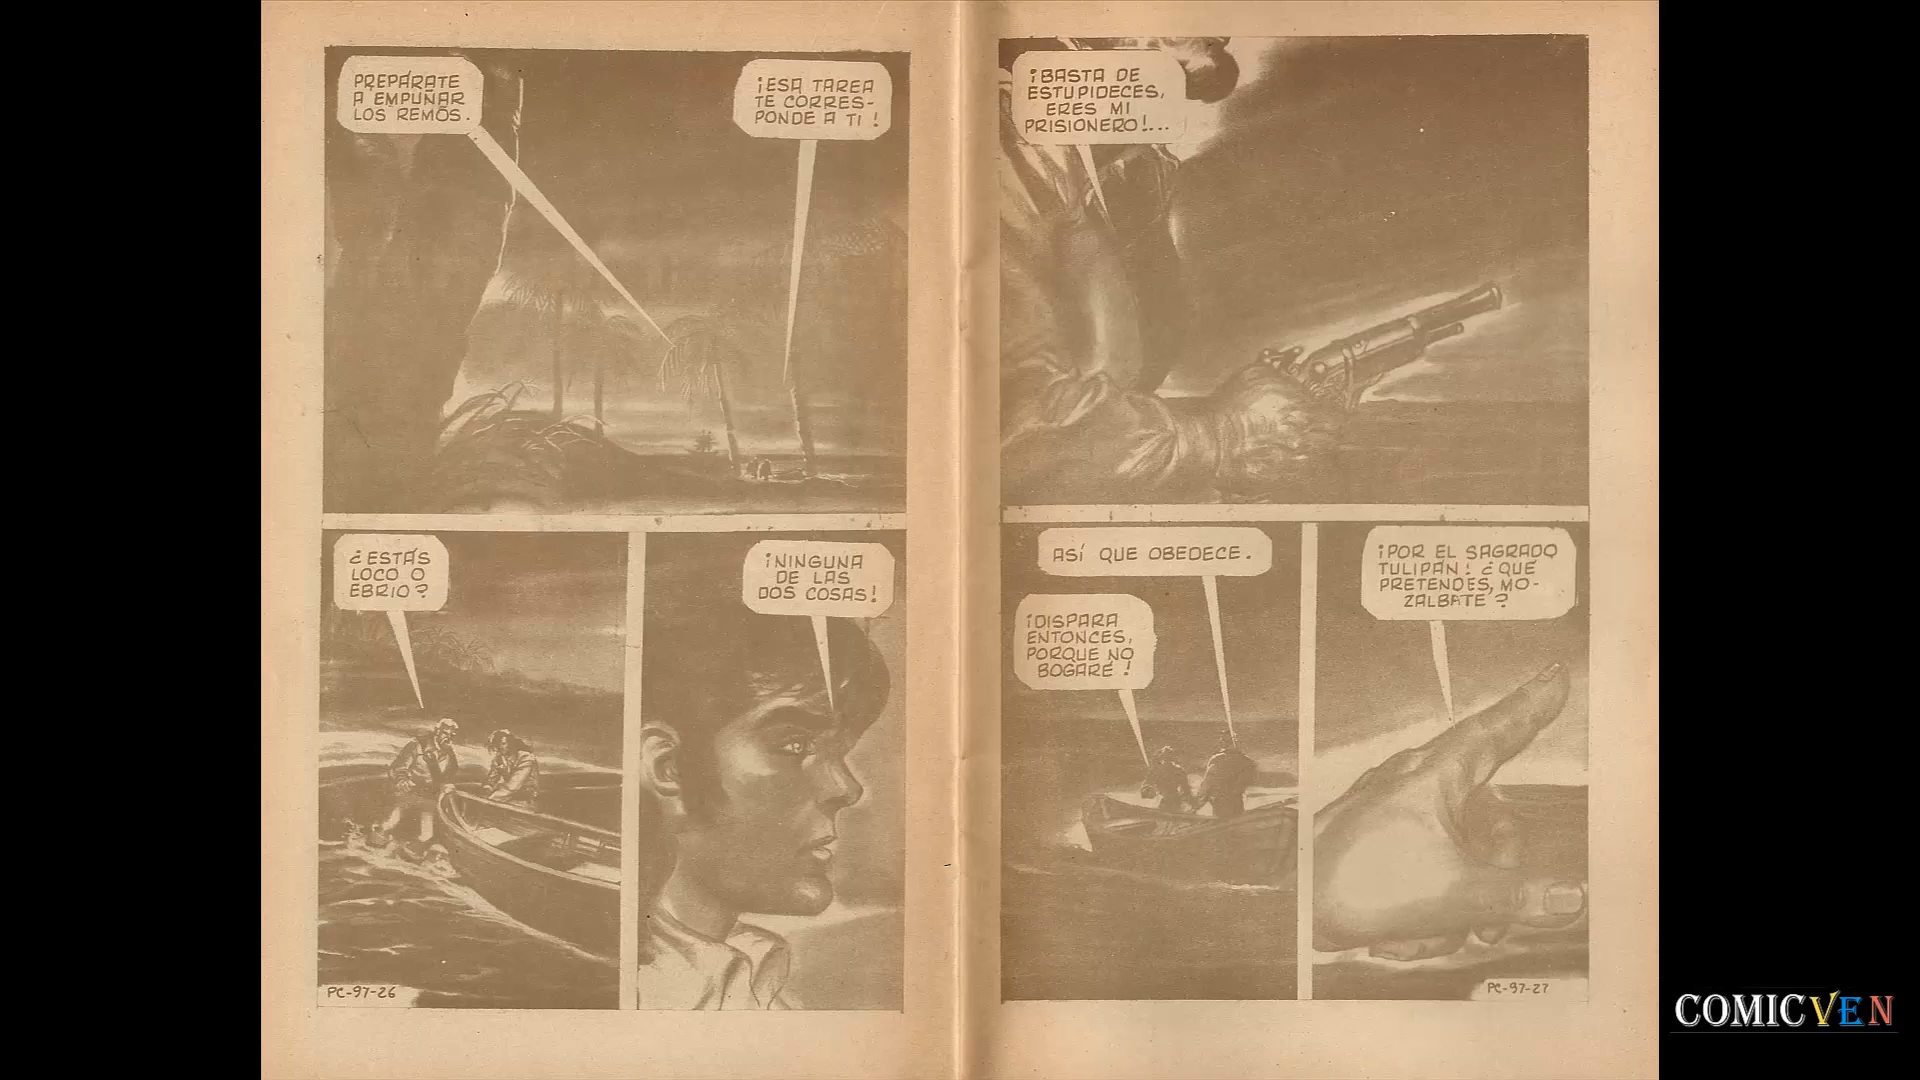 PREPÁRATE
A EMPUÑAR
LOS REMOS.
¡ESA TAREA
TE CORRES-
PONDE A TI!
¿ESTÁS
LOCO O
EBRIO?
¡NINGUNA
DE LAS
DOS COSAS!
PC-97-26
¡BASTA DE
ESTUPIDECES,
ERES MI
PRISIONERO!...
ASÍ QUE OBEDECE.
¡DISPARA
ENTONCES,
PORQUE NO
BOGARÉ!
¡POR EL SAGRADO
TULIPÁN! ¿QUÉ
PRETENDES, MO-
ZALBATE?
PC-97-27
COMICVEN